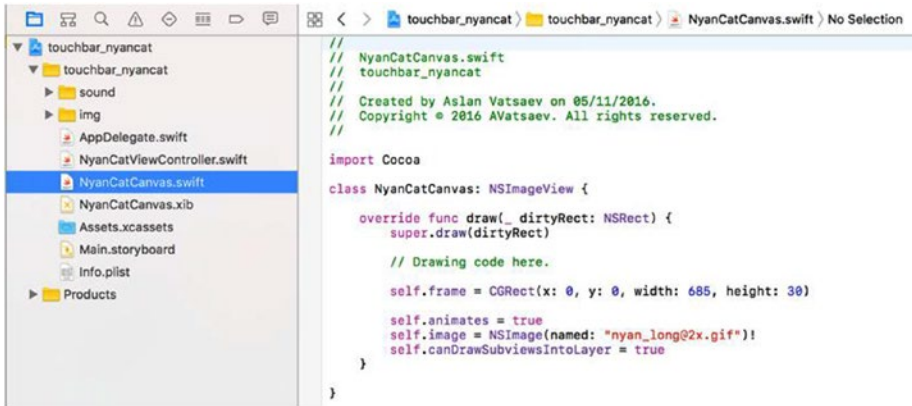 touchbar_nyancat 〉 touchbar_nyancat 〉 NyanCatCanvas.swift 〉 No Selection
touchbar_nyancat
touchbar_nyancat
sound
img
AppDelegate.swift
NyanCatViewController.swift
NyanCatCanvas.swift
NyanCatCanvas.xib
Assets.xcassets
Main.storyboard
Info.plist
Products
//
//  NyanCatCanvas.swift
//  touchbar_nyancat
//
//  Created by Aslan Vatsaev on 05/11/2016.
//  Copyright © 2016 AVatsaev. All rights reserved.
//
import Cocoa
class NyanCatCanvas: NSImageView {
    override func draw(_ dirtyRect: NSRect) {
        super.draw(dirtyRect)
        // Drawing code here.
        self.frame = CGRect(x: 0, y: 0, width: 685, height: 30)
        self.animates = true
        self.image = NSImage(named: "nyan_long@2x.gif")!
        self.canDrawSubviewsIntoLayer = true
    }
}